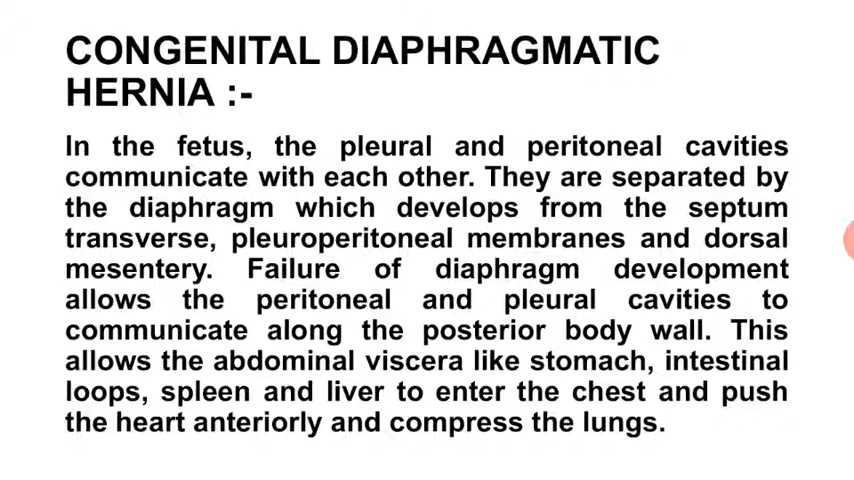 CONGENITAL DIAPHRAGMATIC
HERNIA :-
In the fetus, the pleural and peritoneal cavities
communicate with each other. They are separated by
the diaphragm which develops from the septum
transverse, pleuroperitoneal membranes and dorsal
mesentery. Failure of diaphragm development
allows the peritoneal and pleural cavities to
communicate along the posterior body wall. This
allows the abdominal viscera like stomach, intestinal
loops, spleen and liver to enter the chest and push
the heart anteriorly and compress the lungs.